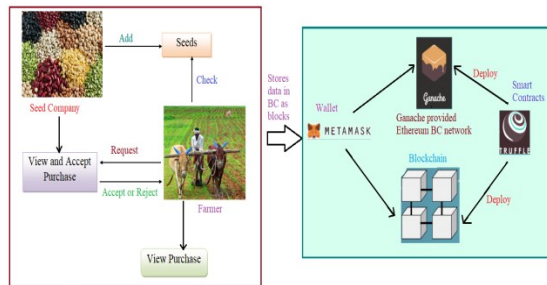 Add
Seeds
Seed Company
Check
View and Accept
Purchase
Request
Accept or Reject
Farmer
View Purchase
Stores
data in
BC as
blocks
Wallet
METAMASK
Ganache
Deploy
Smart
Contracts
Ganache provided
Ethereum BC network
TRUFFLE
Blockchain
Deploy